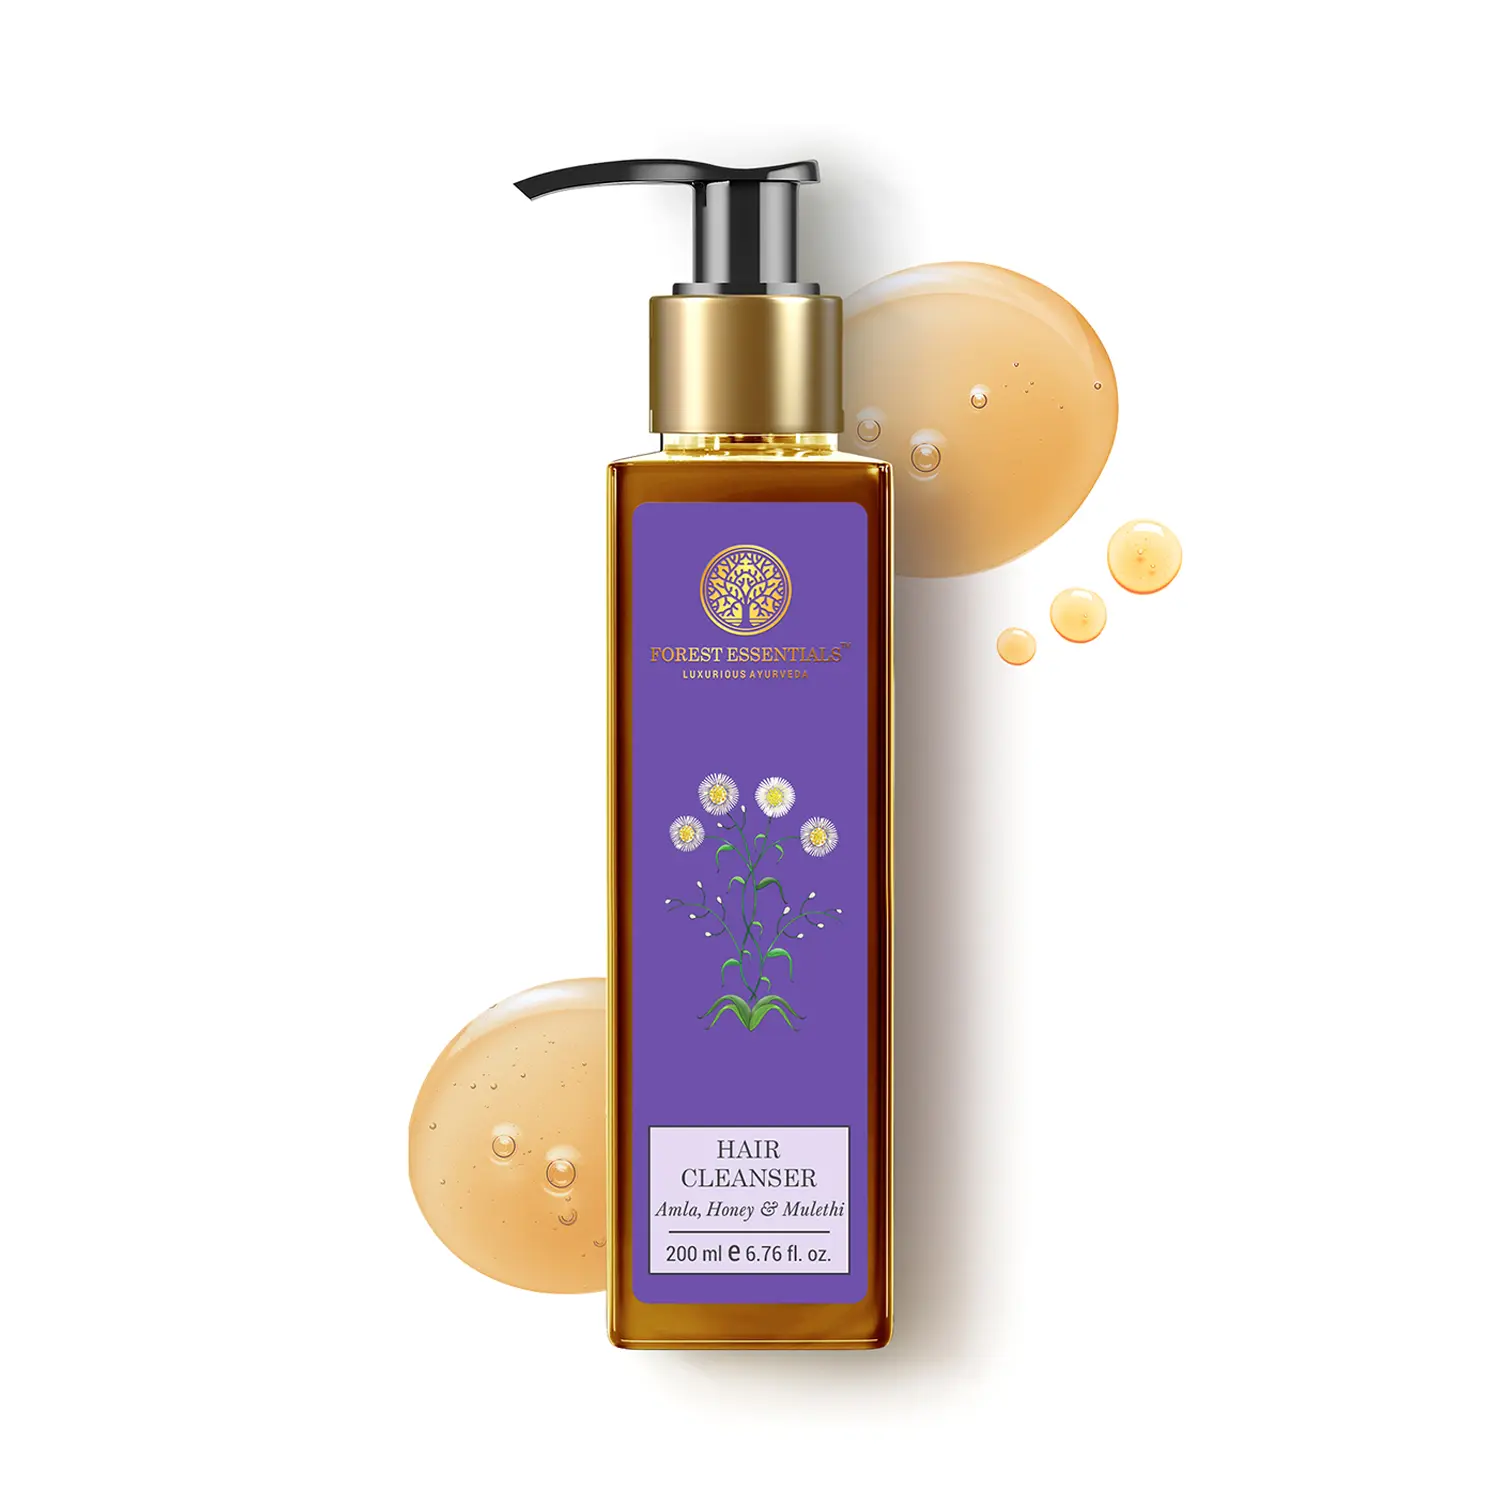 FOREST ESSENTIALS™
LUXURIOUS AYURVEDA
HAIR
CLEANSER
Amla, Honey & Mulethi
200 ml ℮ 6.76 fl. oz.